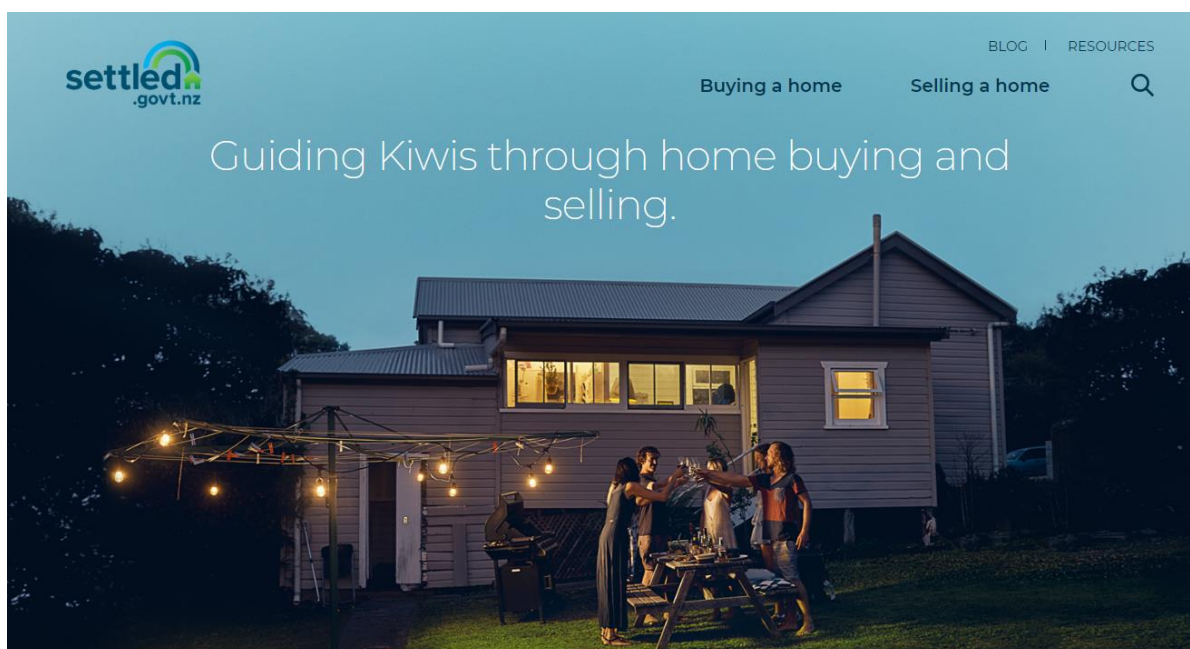 BLOG | RESOURCES
settled
.govt.nz
Buying a home
Selling a home
Guiding Kiwis through home buying and
selling.